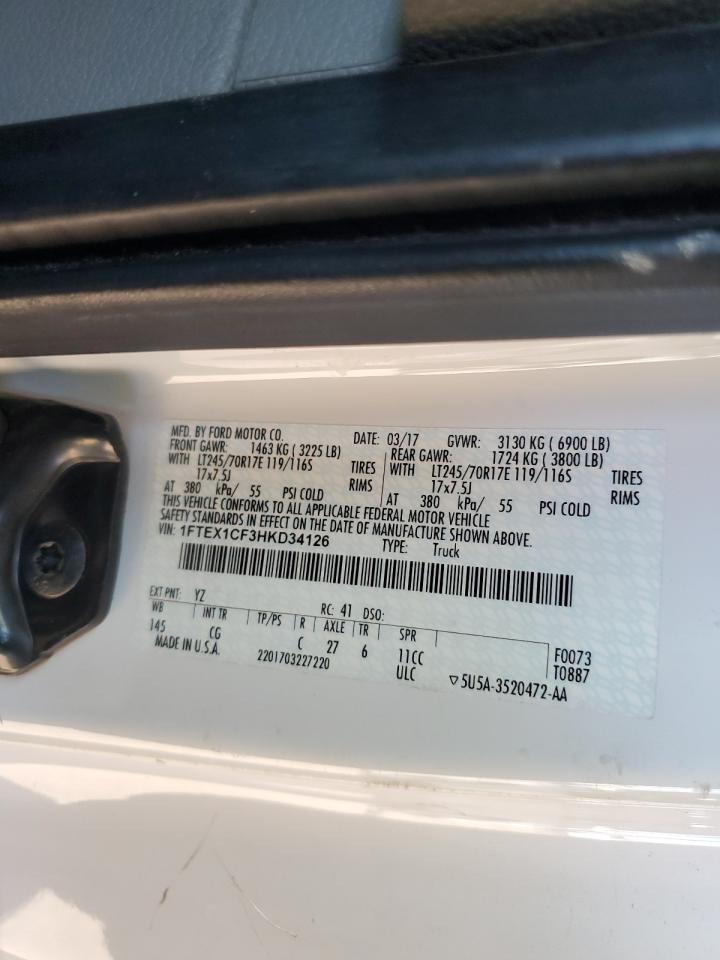 MFD. BY FORD MOTOR CO. DATE: 03/17 GVWR: 3130 KG ( 6900 LB)
FRONT GAWR: 1463 KG ( 3225 LB) REAR GAWR: 1724 KG ( 3800 LB)
WITH LT245/70R17E 119/116S TIRES WITH LT245/70R17E 119/116S TIRES
17x7.5J RIMS 17x7.5J RIMS
AT 380 kPa/ 55 PSI COLD AT 380 kPa/ 55 PSI COLD
THIS VEHICLE CONFORMS TO ALL APPLICABLE FEDERAL MOTOR VEHICLE
SAFETY STANDARDS IN EFFECT ON THE DATE OF MANUFACTURE SHOWN ABOVE.
VIN: 1FTEX1CF3HKD34126 TYPE: Truck
EXT PNT: YZ RC: 41 DSO:
WB INT TR TP/PS R AXLE TR SPR
145 CG C 27 6 11CC F0073
MADE IN U.S.A. 2201703227220 ULC T0887
▽5U5A-3520472-AA